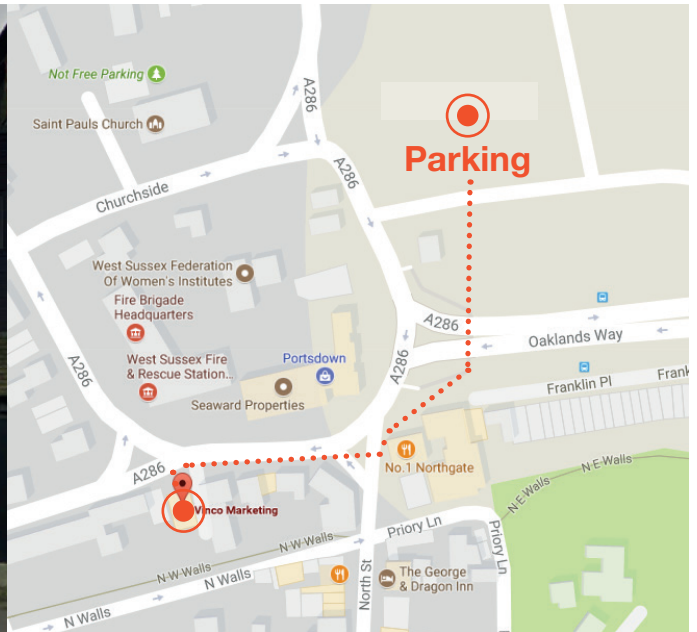 Not Free Parking
Saint Pauls Church
A286
Parking
A286
Churchside
West Sussex Federation
Of Women's Institutes
Fire Brigade
Headquarters
A286
Oaklands Way
West Sussex Fire
& Rescue Station...
Portsdown
A286
A286
Franklin Pl
Frank
Seaward Properties
A286
No.1 Northgate
N E Walls
N E Walls
Vinco Marketing
Priory Ln
Priory Ln
N W Walls
N W Walls
N Walls
North St
The George
& Dragon Inn
N Walls